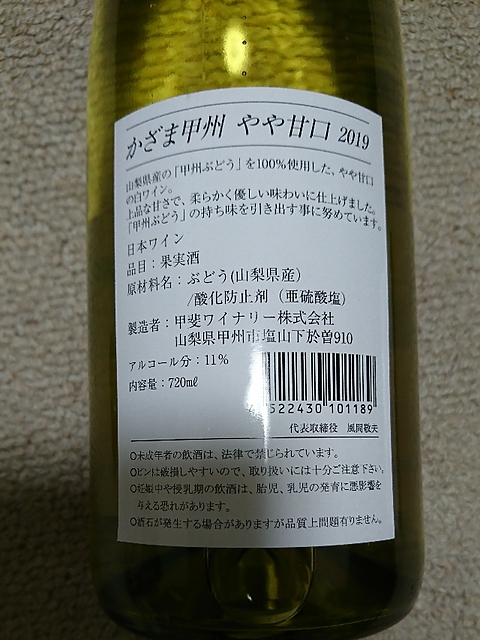 かざま甲州 やや甘口 2019
山梨県産の「甲州ぶどう」を100%使用した、やや甘口
の白ワイン。
上品な甘さで、柔らかく優しい味わいに仕上げました。
「甲州ぶどう」の持ち味を引き出す事に努めています。
日本ワイン
品目：果実酒
原材料名：ぶどう(山梨県産)
/酸化防止剤（亜硫酸塩）
製造者：甲斐ワイナリー株式会社
山梨県甲州市塩山下於曽910
アルコール分：11%
内容量：720ml
522430 101189
代表取締役 風間敬夫
○未成年者の飲酒は、法律で禁じられています。
○ビンは破損しやすいので、取り扱いには十分ご注意下さい。
○妊娠中や授乳期の飲酒は、胎児、乳児の発育に悪影響を
与える恐れがあります。
○酒石が発生する場合がありますが品質上問題有りません。